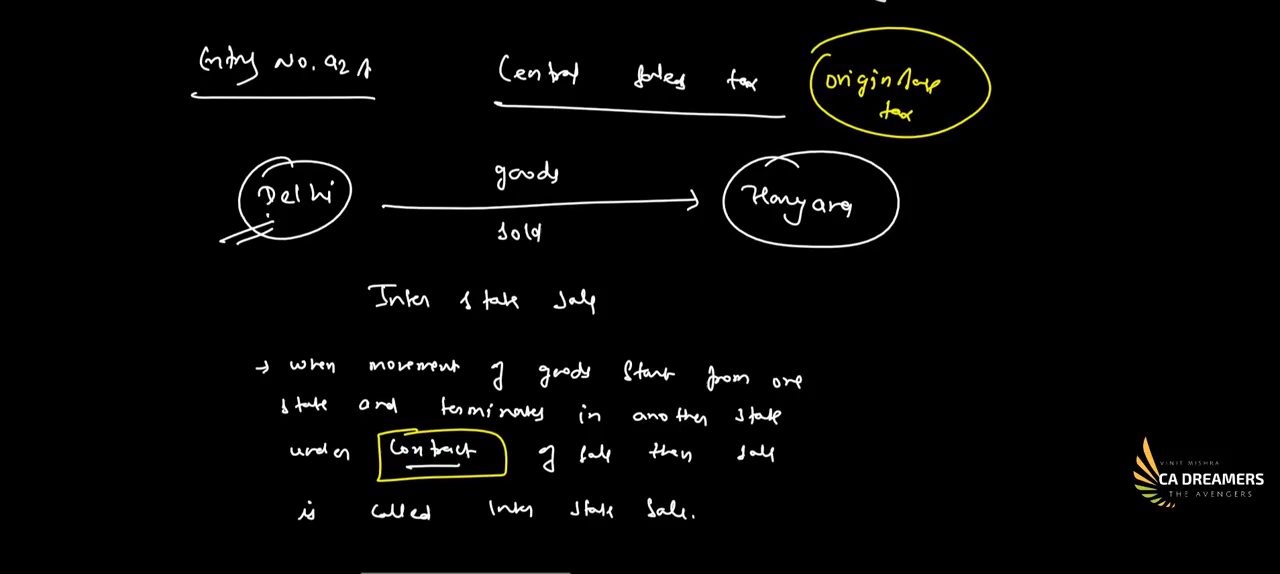 Entry No. 92A
Central sales tax
origin base tax
Delhi
goods
sold
Haryana
Inter state sale
→ when movement of goods start from one
state and terminates in another state
under Contract of sale then sale
is called Inter state sale.
VINIT MISHRA
CA DREAMERS
THE AVENGERS